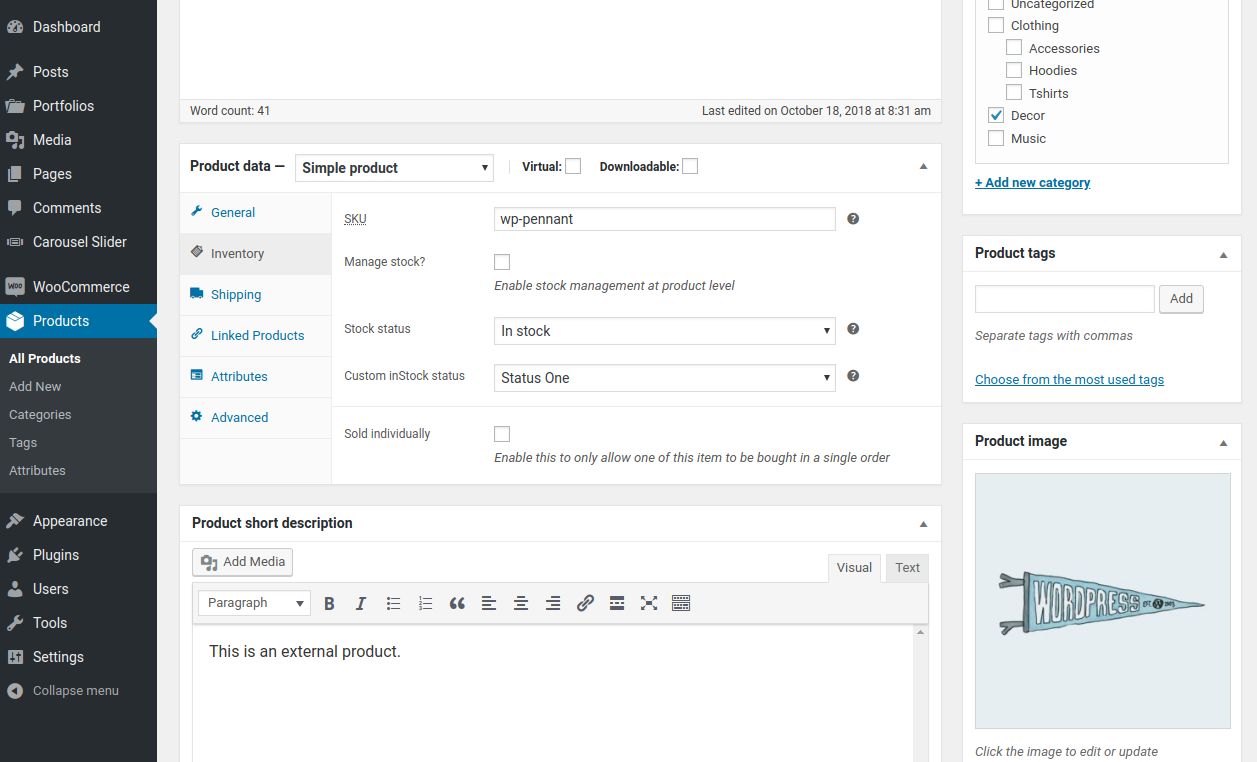 Dashboard
Posts
Portfolios
Media
Pages
Comments
Carousel Slider
WOO WooCommerce
Products
All Products
Add New
Categories
Tags
Attributes
Appearance
Plugins
Users
Tools
Settings
Collapse menu
Word count: 41 Last edited on October 18, 2018 at 8:31 am
Product data — Simple product Virtual: Downloadable:
General
Inventory
Shipping
Linked Products
Attributes
Advanced
SKU wp-pennant
Manage stock?
Enable stock management at product level
Stock status In stock
Custom inStock status Status One
Sold individually
Enable this to only allow one of this item to be bought in a single order
Product short description
Add Media Visual Text
Paragraph B I
This is an external product.
Uncategorized
Clothing
Accessories
Hoodies
Tshirts
Decor
Music
+ Add new category
Product tags
Add
Separate tags with commas
Choose from the most used tags
Product image
WORDPRESS EST. 2003
Click the image to edit or update